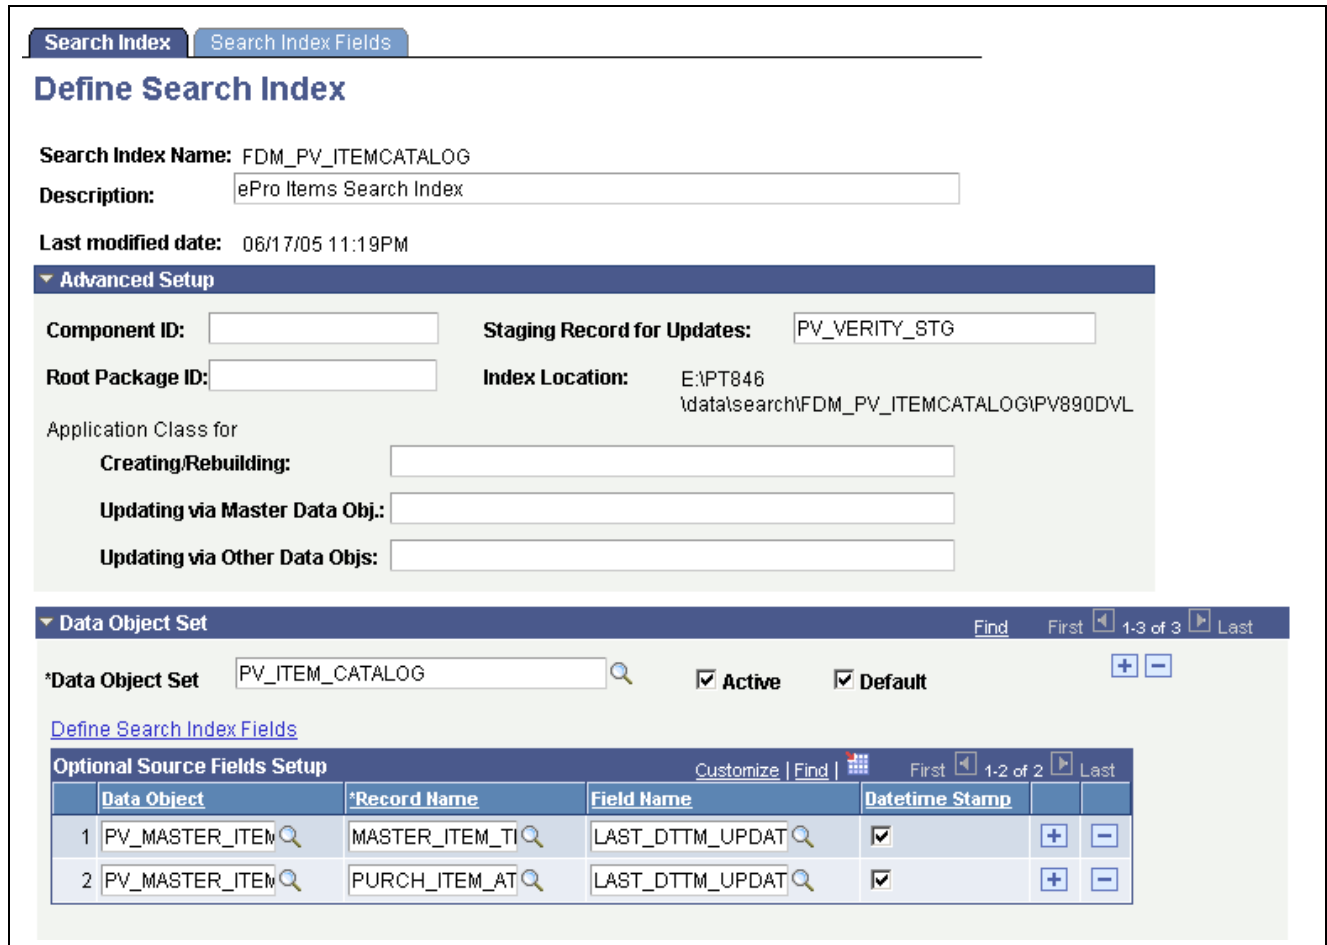 Search Index Search Index Fields
Define Search Index
Search Index Name: FDM_PV_ITEMCATALOG
Description: ePro Items Search Index
Last modified date: 06/17/05 11:19PM
Advanced Setup
Component ID: Staging Record for Updates: PV_VERITY_STG
Root Package ID: Index Location: E:\PT846
\data\search\FDM_PV_ITEMCATALOG\PV890DVL
Application Class for
Creating/Rebuilding:
Updating via Master Data Obj.:
Updating via Other Data Objs:
Data Object Set Find First 1-3 of 3 Last
*Data Object Set PV_ITEM_CATALOG Active Default
Define Search Index Fields
Optional Source Fields Setup Customize | Find | First 1-2 of 2 Last
Data Object *Record Name Field Name Datetime Stamp
1 PV_MASTER_ITEM MASTER_ITEM_TI LAST_DTTM_UPDAT
2 PV_MASTER_ITEM PURCH_ITEM_AT LAST_DTTM_UPDAT